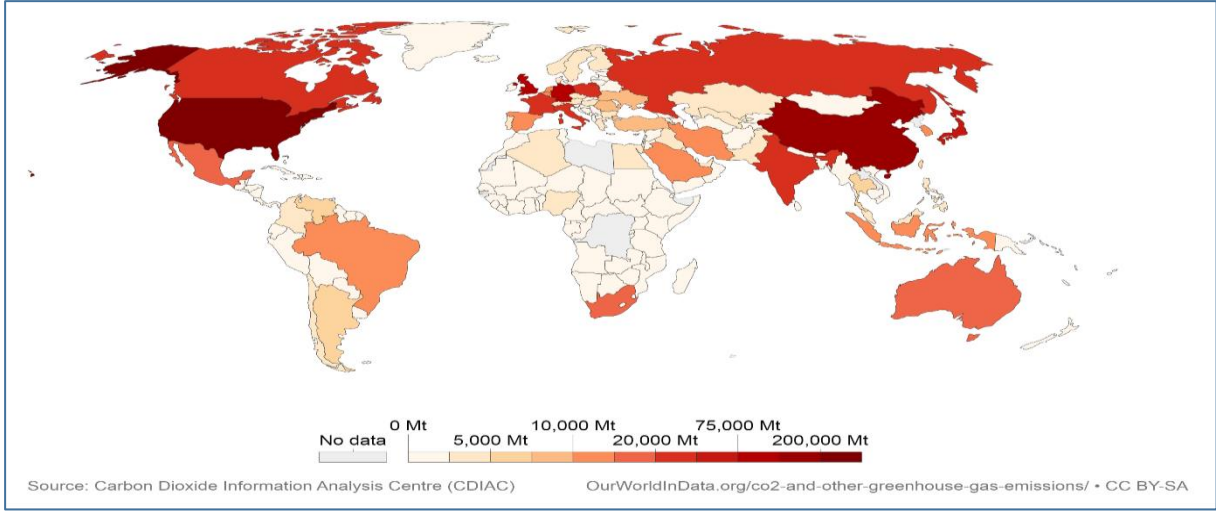 0 Mt 10,000 Mt 75,000 Mt
No data 5,000 Mt 20,000 Mt 200,000 Mt
Source: Carbon Dioxide Information Analysis Centre (CDIAC) OurWorldInData.org/co2-and-other-greenhouse-gas-emissions/ • CC BY-SA